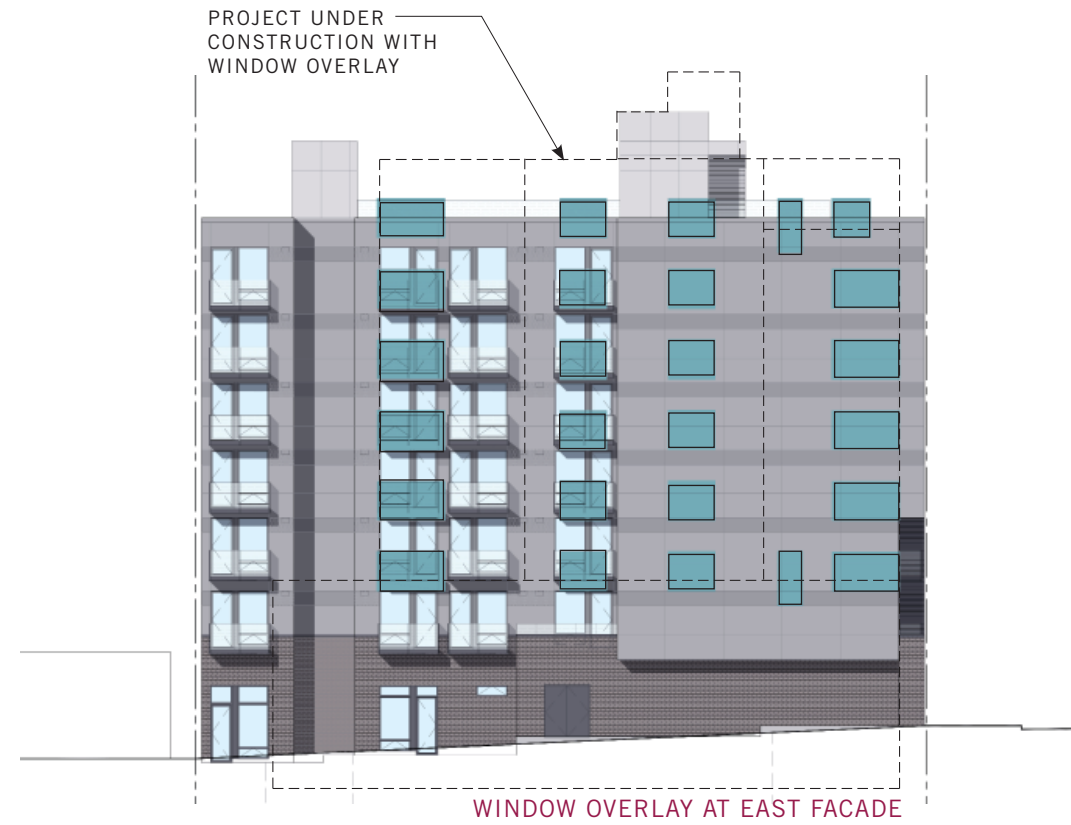 PROJECT UNDER
CONSTRUCTION WITH
WINDOW OVERLAY
WINDOW OVERLAY AT EAST FACADE